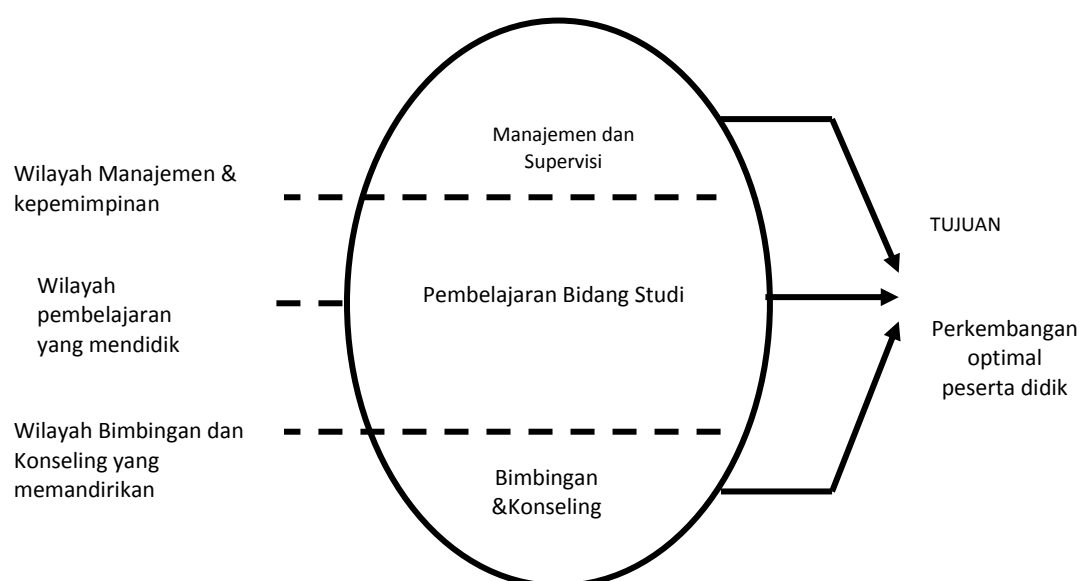 Manajemen dan
Supervisi
Wilayah Manajemen &
kepemimpinan
TUJUAN
Wilayah
pembelajaran
yang mendidik
Pembelajaran Bidang Studi
Perkembangan
optimal
peserta didik
Wilayah Bimbingan dan
Konseling yang
memandirikan
Bimbingan
&Konseling